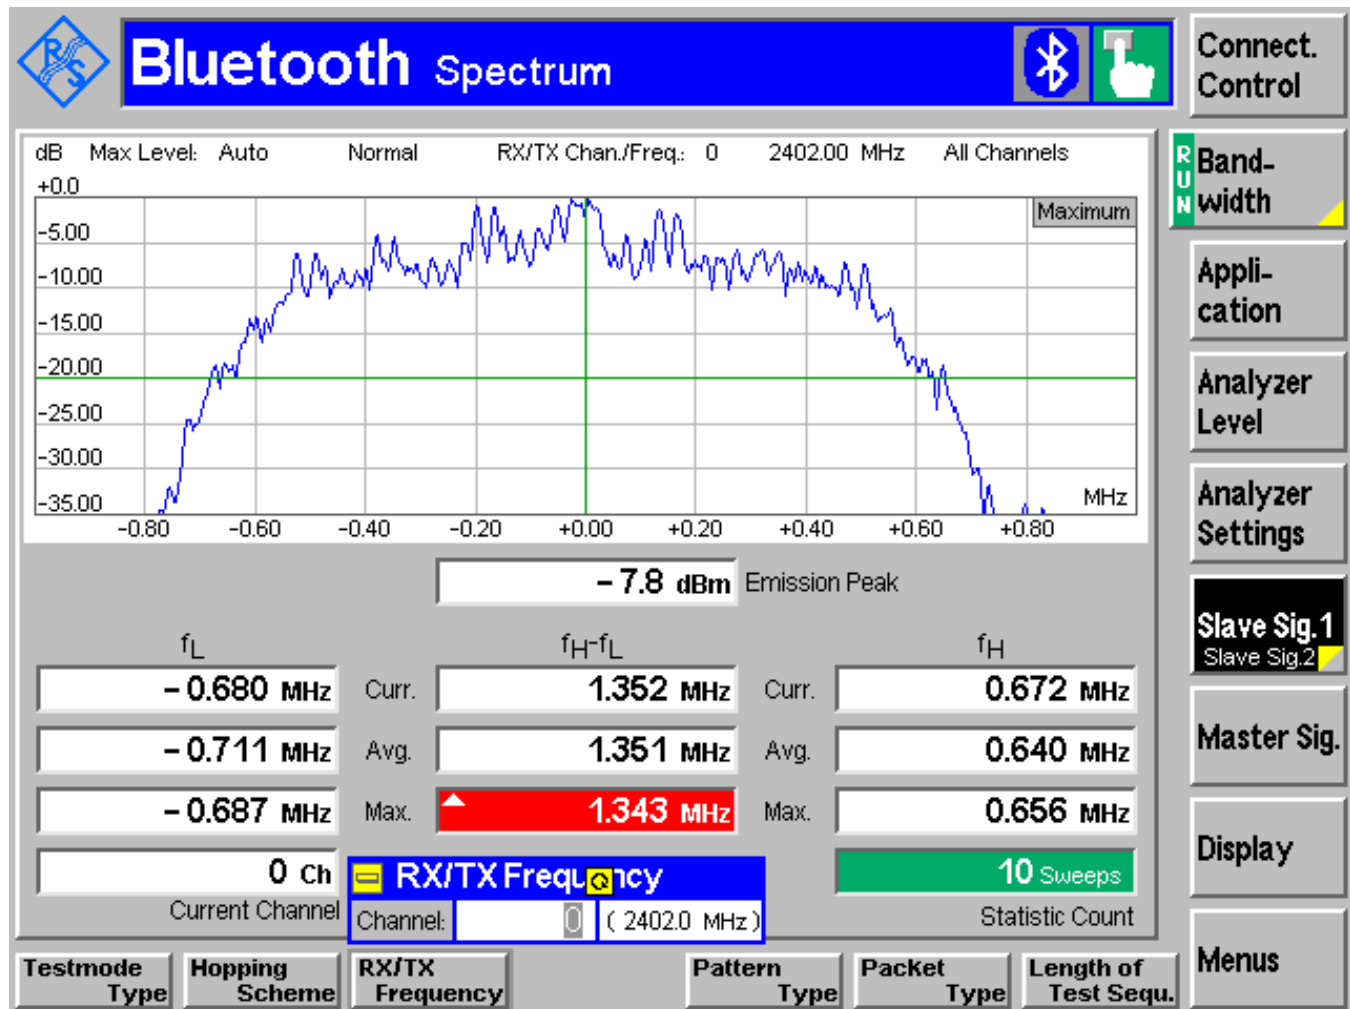 R S
Bluetooth Spectrum
Connect.
Control
dB Max Level: Auto Normal RX/TX Chan./Freq.: 0 2402.00 MHz All Channels
RUN
Band-
width
+0.0
Maximum
-5.00
-10.00
-15.00
-20.00
-25.00
-30.00
-35.00
MHz
-0.80 -0.60 -0.40 -0.20 +0.00 +0.20 +0.40 +0.60 +0.80
Appli-
cation
Analyzer
Level
Analyzer
Settings
- 7.8 dBm Emission Peak
Slave Sig.1
Slave Sig.2
fL fH-fL fH
- 0.680 MHz Curr. 1.352 MHz Curr. 0.672 MHz
- 0.711 MHz Avg. 1.351 MHz Avg. 0.640 MHz
- 0.687 MHz Max. 1.343 MHz Max. 0.656 MHz
Master Sig.
Display
0 Ch
Current Channel
RX/TX Frequ ncy
Q
Channel: 0 ( 2402.0 MHz )
10 Sweeps
Statistic Count
Menus
Testmode
Type
Hopping
Scheme
RX/TX
Frequency
Pattern
Type
Packet
Type
Length of
Test Sequ.